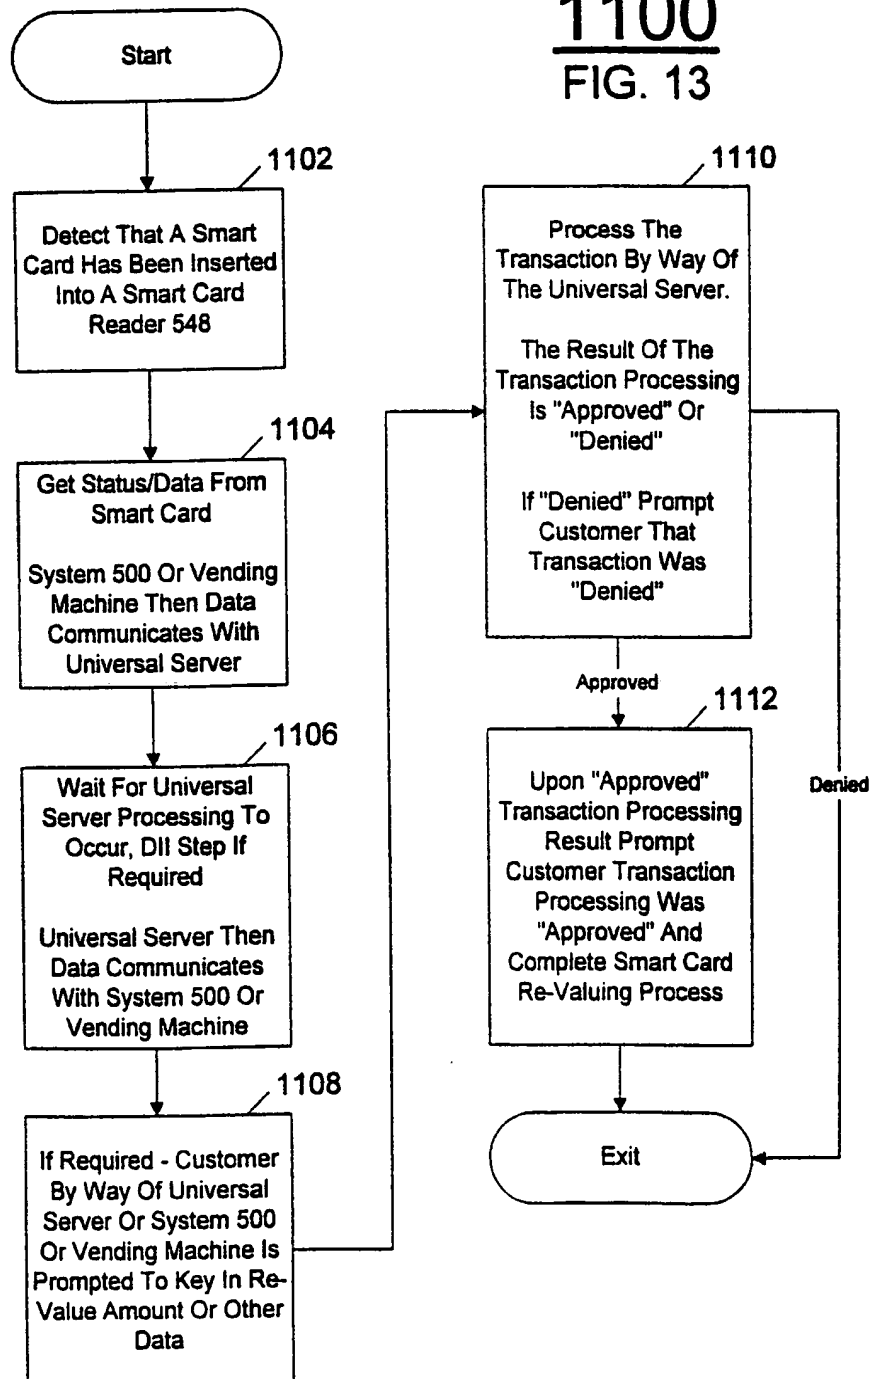 1100
FIG. 13
Start
1102
Detect That A Smart
Card Has Been Inserted
Into A Smart Card
Reader 548
1104
Get Status/Data From
Smart Card
System 500 Or Vending
Machine Then Data
Communicates With
Universal Server
1106
Wait For Universal
Server Processing To
Occur, DII Step If
Required
Universal Server Then
Data Communicates
With System 500 Or
Vending Machine
1108
If Required - Customer
By Way Of Universal
Server Or System 500
Or Vending Machine Is
Prompted To Key In Re-
Value Amount Or Other
Data
1110
Process The
Transaction By Way Of
The Universal Server.
The Result Of The
Transaction Processing
Is "Approved" Or
"Denied"
If "Denied" Prompt
Customer That
Transaction Was
"Denied"
Approved
Denied
1112
Upon "Approved"
Transaction Processing
Result Prompt
Customer Transaction
Processing Was
"Approved" And
Complete Smart Card
Re-Valuing Process
Exit